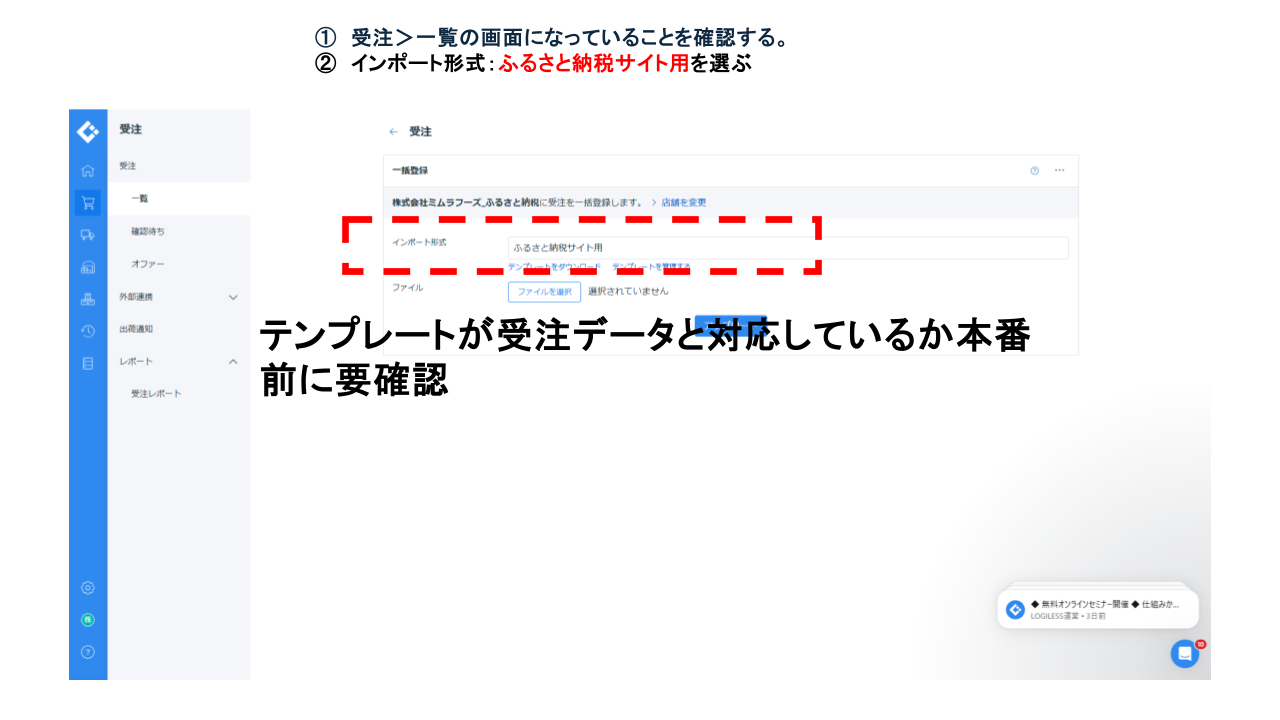 ① 受注＞一覧の画面になっていることを確認する。
② インポート形式：ふるさと納税サイト用を選ぶ
受注
受注
一覧
確認待ち
オファー
外部連携
出荷通知
レポート
受注レポート
← 受注
一括登録
株式会社ミムラフーズ_ふるさと納税に受注を一括登録します。 > 店舗を変更
インポート形式
ふるさと納税サイト用
テンプレートをダウンロード テンプレートを管理する
ファイル
ファイルを選択 選択されていません
テンプレートが受注データと対応しているか本番
前に要確認
◆ 無料オンラインセミナー開催 ◆ 仕組みか...
LOGILESS運営・3日前
10